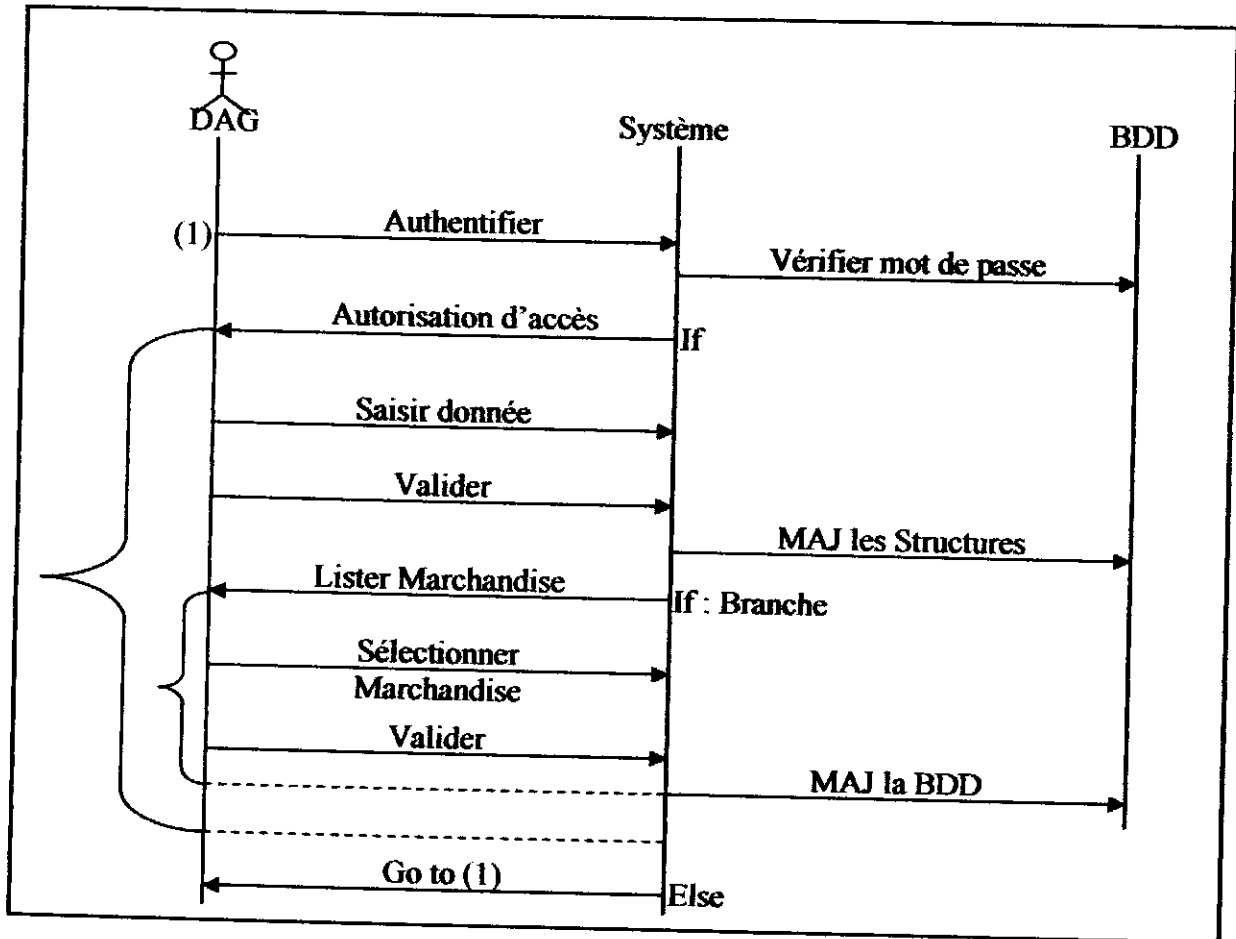 DAG
Système
BDD
(1)
Authentifier
Vérifier mot de passe
Autorisation d'accès
If
Saisir donnée
Valider
MAJ les Structures
Lister Marchandise
If : Branche
Sélectionner
Marchandise
Valider
MAJ la BDD
Go to (1)
Else